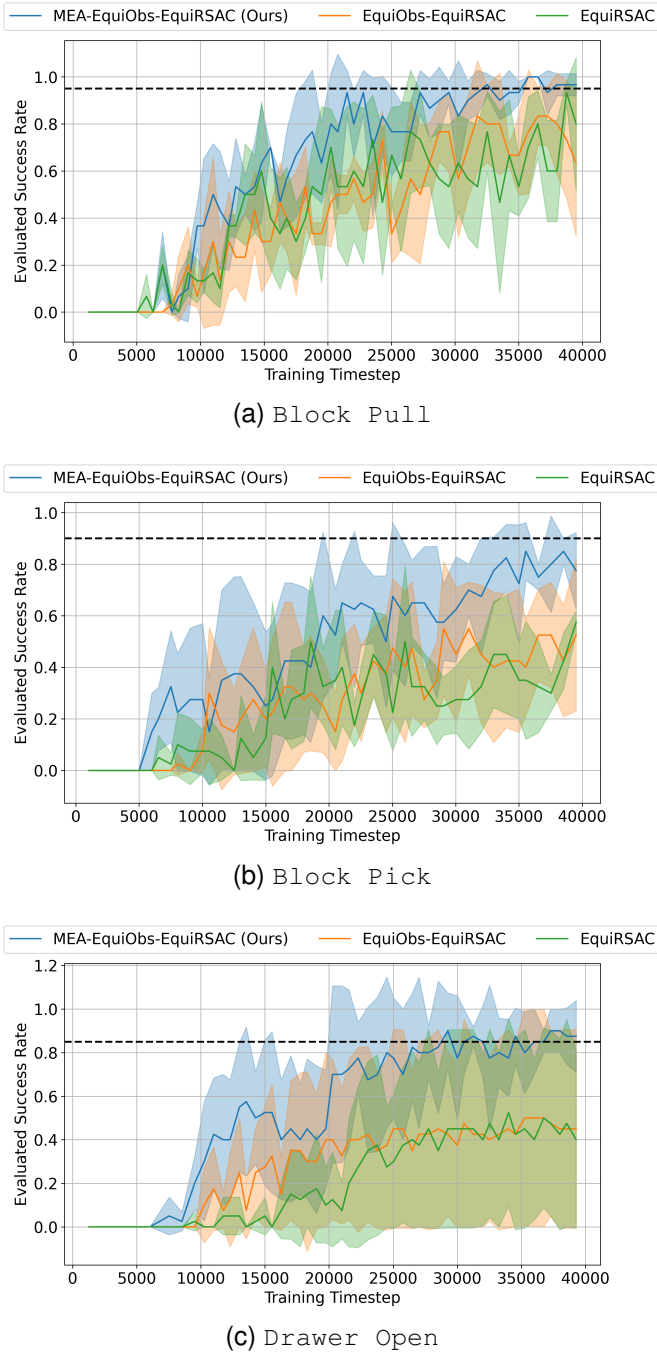 MEA-EquiObs-EquiRSAC (Ours) EquiObs-EquiRSAC EquiRSAC
1.0
0.8
0.6
0.4
0.2
0.0
Evaluated Success Rate
0 5000 10000 15000 20000 25000 30000 35000 40000
Training Timestep
(a) Block Pull
MEA-EquiObs-EquiRSAC (Ours) EquiObs-EquiRSAC EquiRSAC
1.0
0.8
0.6
0.4
0.2
0.0
Evaluated Success Rate
0 5000 10000 15000 20000 25000 30000 35000 40000
Training Timestep
(b) Block Pick
MEA-EquiObs-EquiRSAC (Ours) EquiObs-EquiRSAC EquiRSAC
1.2
1.0
0.8
0.6
0.4
0.2
0.0
Evaluated Success Rate
0 5000 10000 15000 20000 25000 30000 35000 40000
Training Timestep
(c) Drawer Open